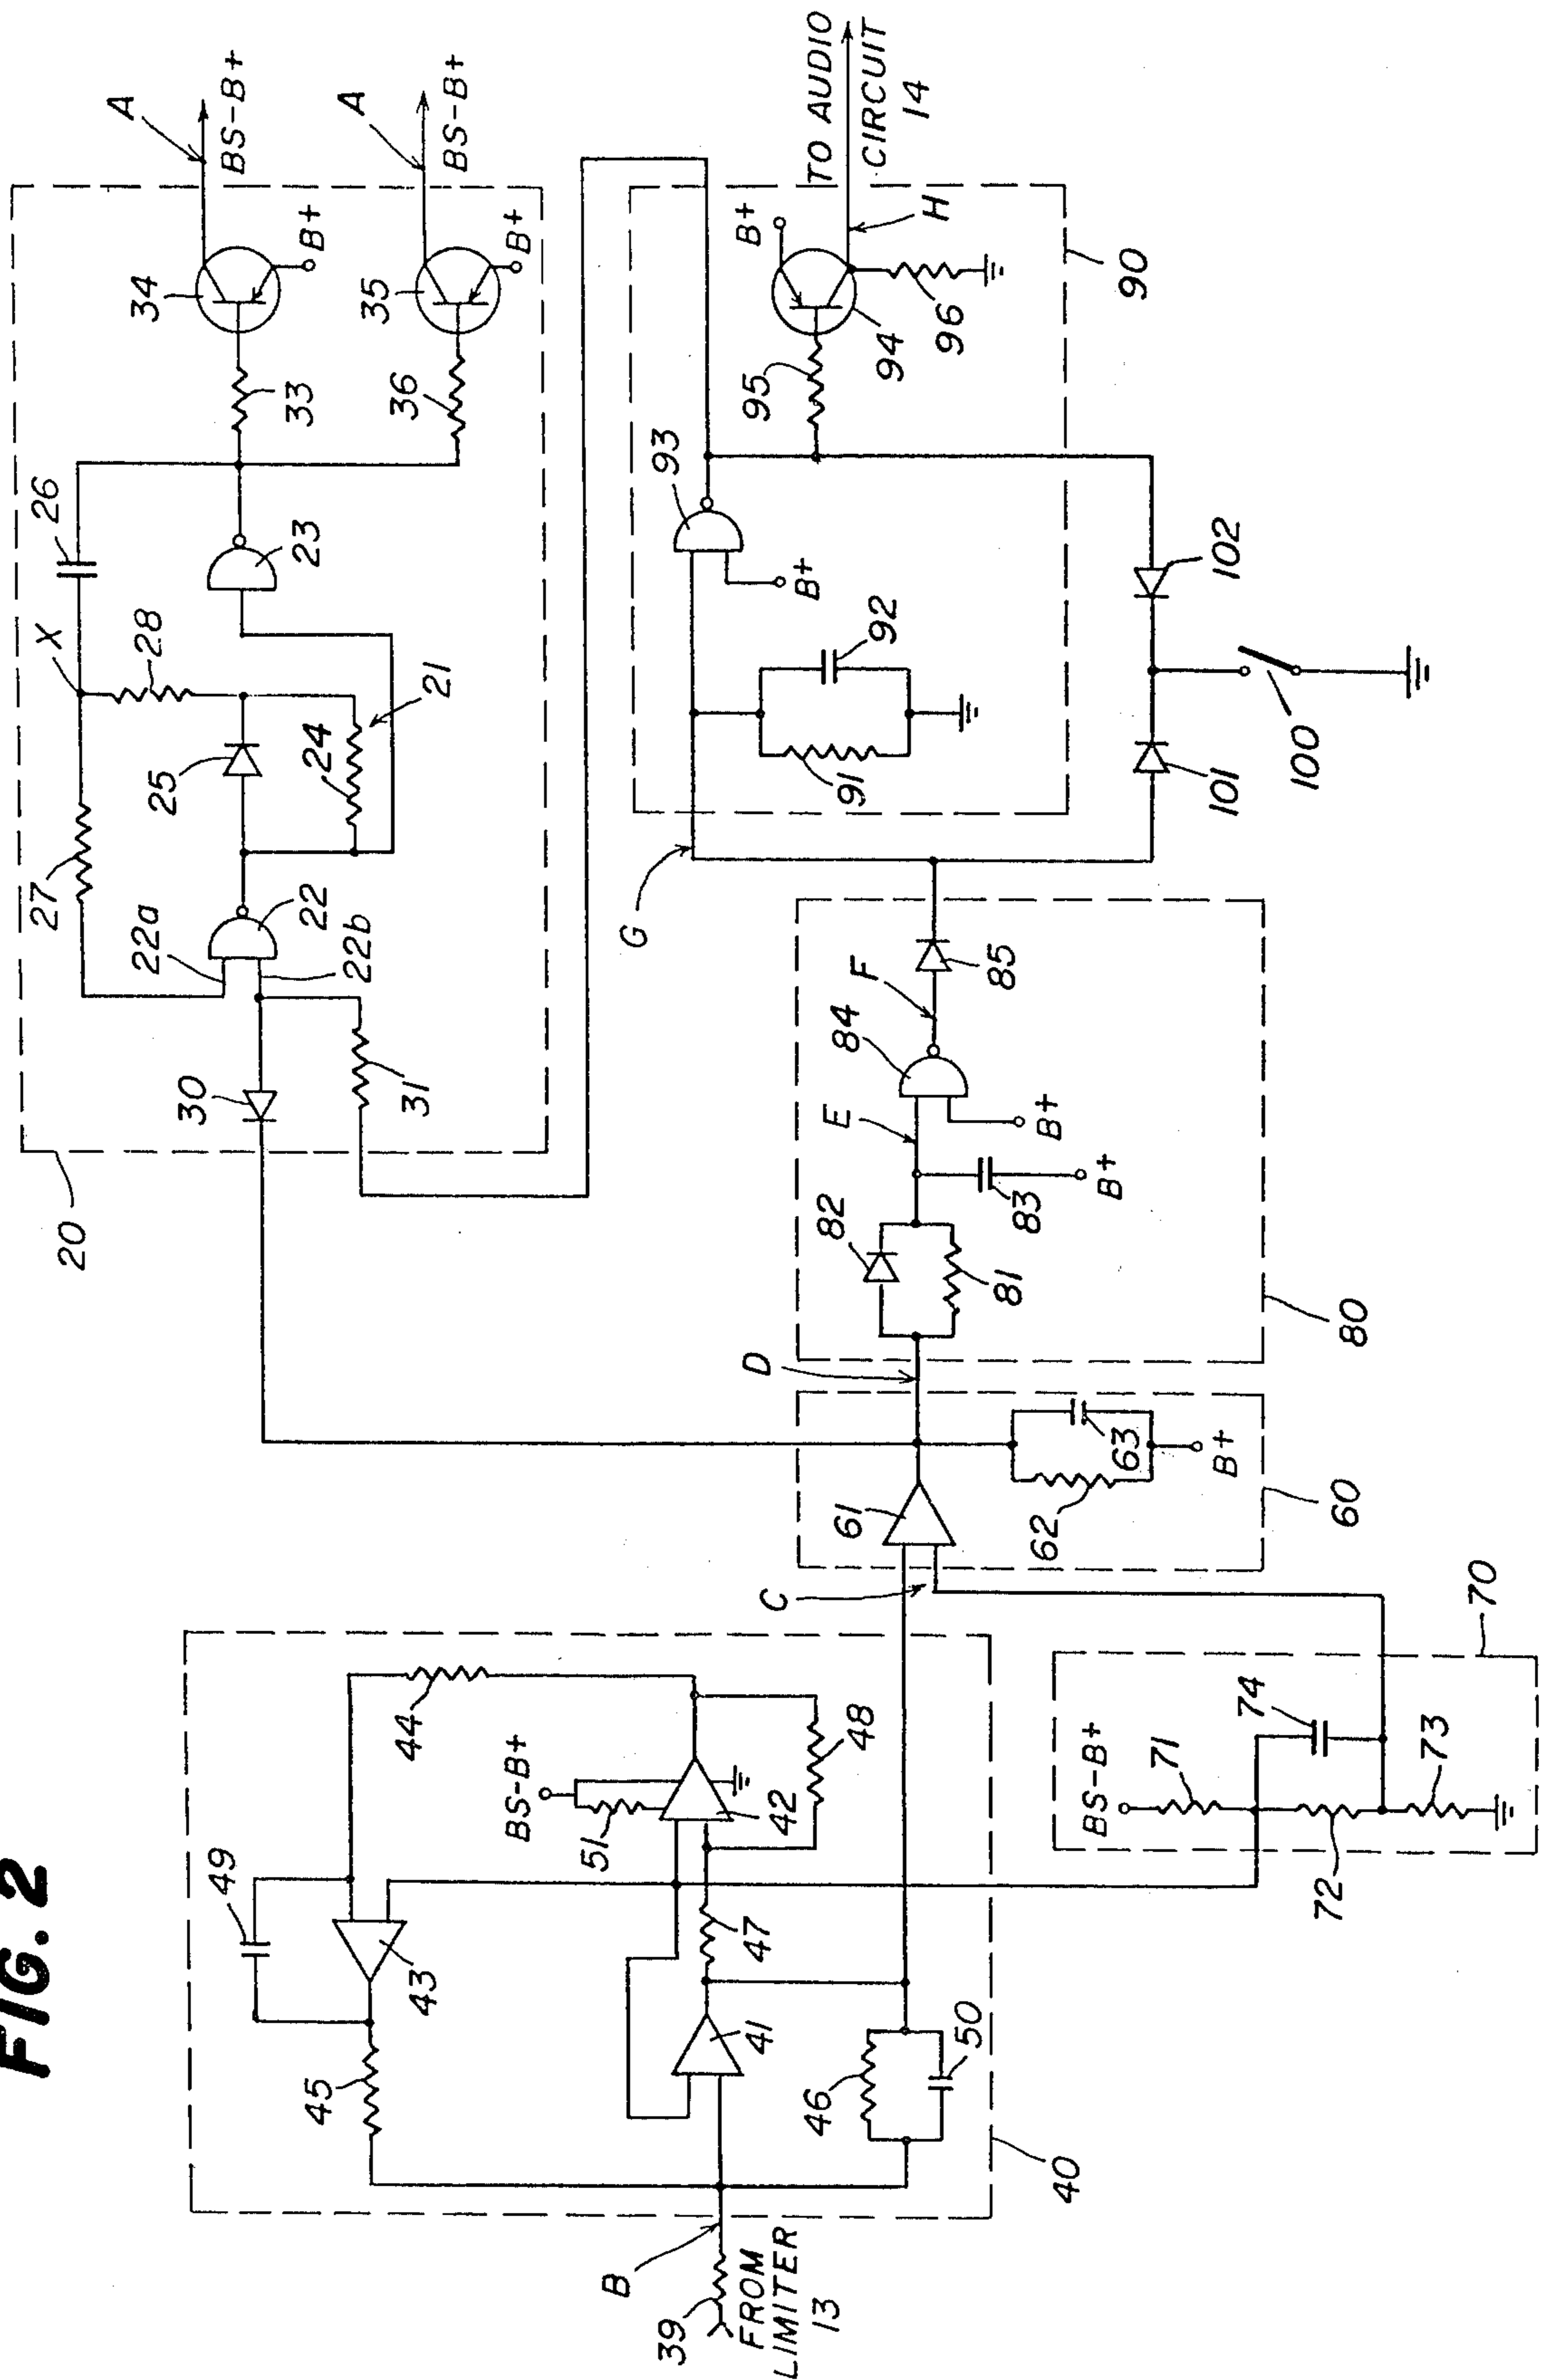 FIG. 2
20
30
31
22a
22b
22
27
25
24
21
X
28
26
23
33
34
36
35
B+
B+
A
BS-B+
A
BS-B+
40
B
39
FROM
LIMITER
13
45
49
43
44
41
47
46
50
BS-B+
51
42
48
70
BS-B+
71
74
72
73
C
60
61
62
63
B+
D
80
82
81
83
B+
E
84
B+
F
85
G
90
91
92
93
B+
95
94
B+
96
H
TO AUDIO
CIRCUIT
14
101
100
102